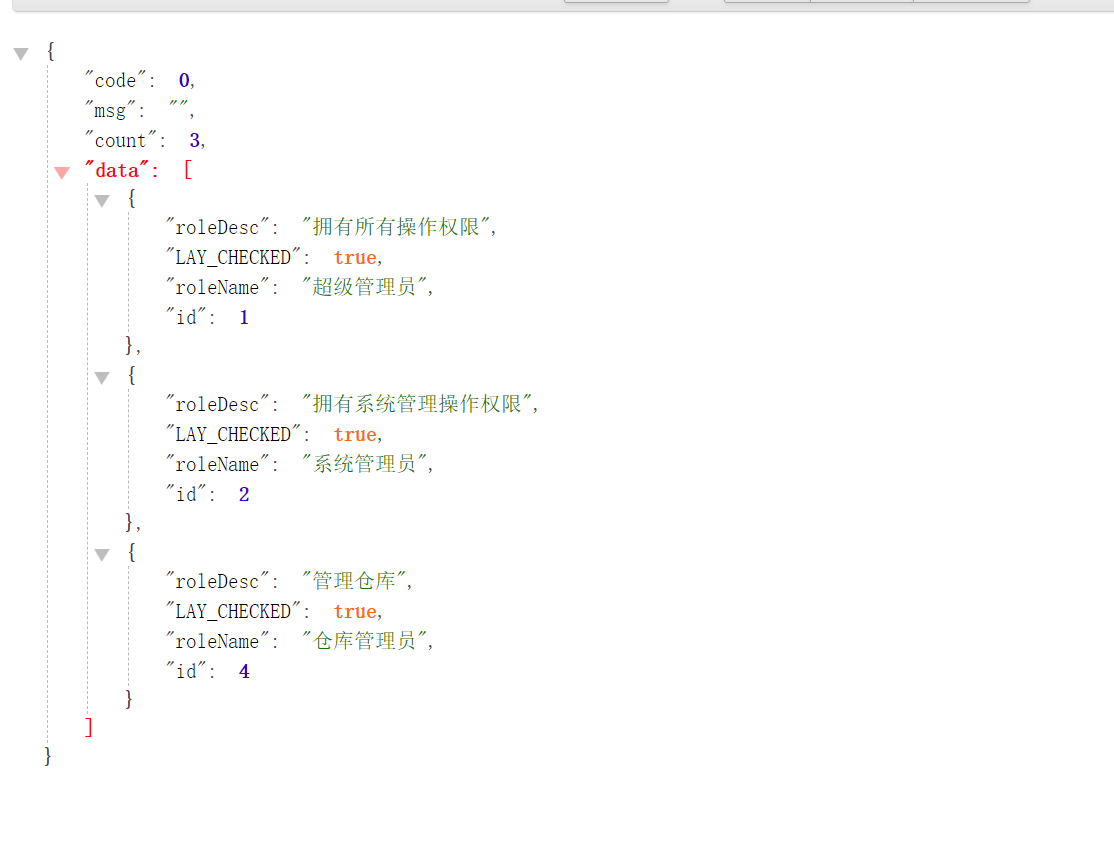 {
"code": 0,
"msg": "",
"count": 3,
"data": [
{
"roleDesc": "拥有所有操作权限",
"LAY_CHECKED": true,
"roleName": "超级管理员",
"id": 1
},
{
"roleDesc": "拥有系统管理操作权限",
"LAY_CHECKED": true,
"roleName": "系统管理员",
"id": 2
},
{
"roleDesc": "管理仓库",
"LAY_CHECKED": true,
"roleName": "仓库管理员",
"id": 4
}
]
}